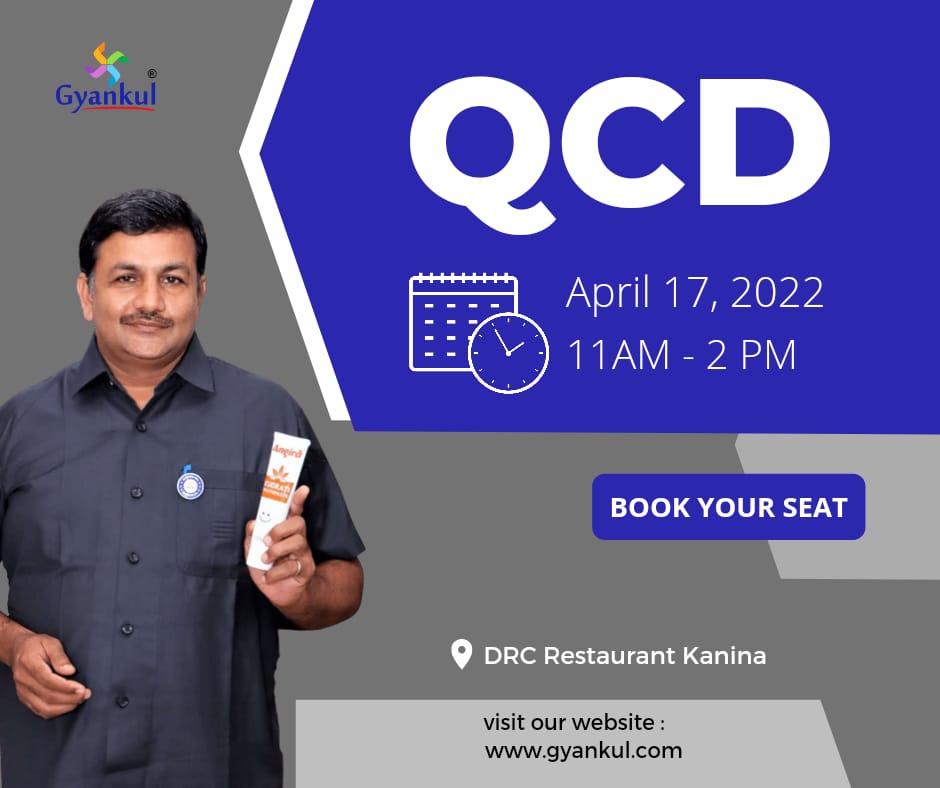 Gyankul®
QCD
April 17, 2022
11AM - 2 PM
BOOK YOUR SEAT
Angiro
DRC Restaurant Kanina
visit our website :
www.gyankul.com